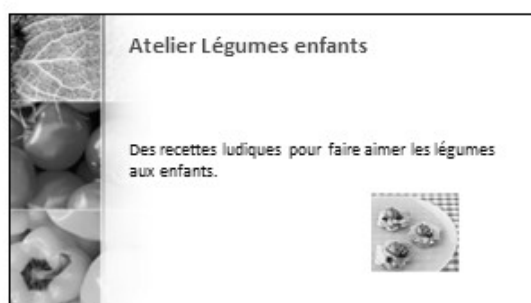 Atelier Légumes enfants
Des recettes ludiques pour faire aimer les légumes
aux enfants.